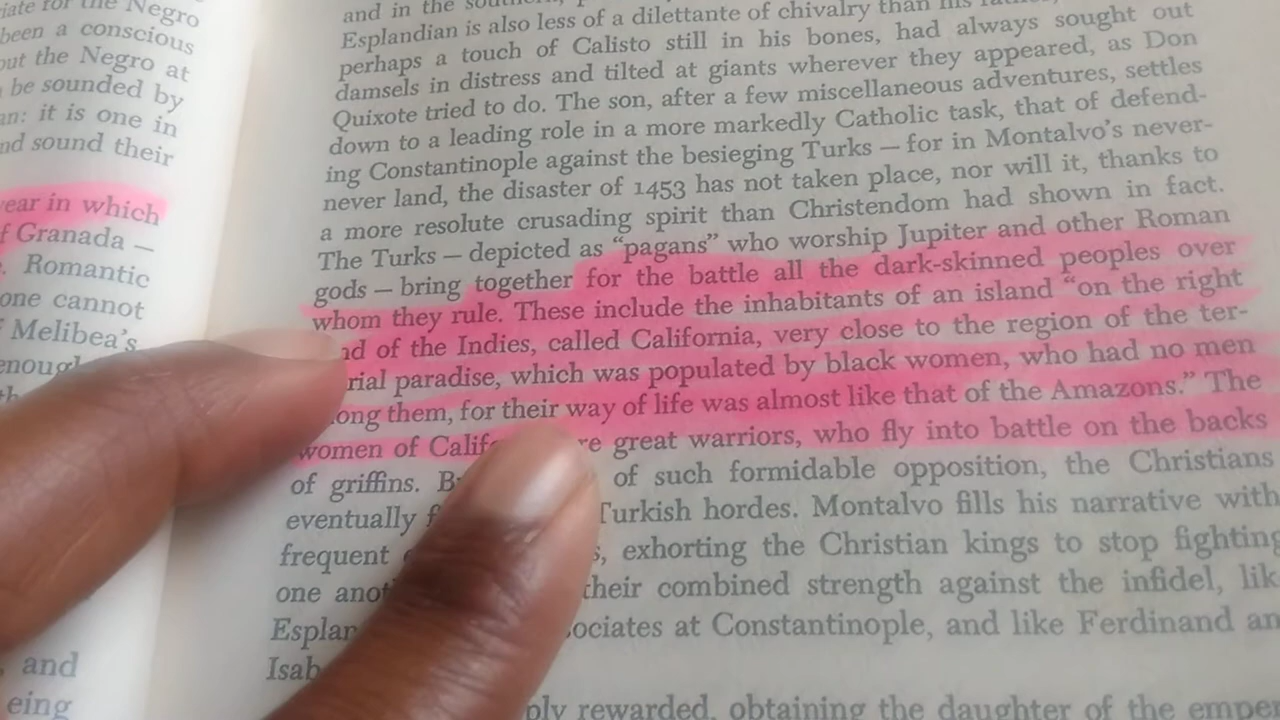 iate for the Negro
been a conscious
out the Negro at
be sounded by
an: it is one in
nd sound their
ear in which
f Granada —
. Romantic
one cannot
f Melibea's
enough
and
eing
and in the southern,
Esplandian is also less of a dilettante of chivalry than his father,
perhaps a touch of Calisto still in his bones, had always sought out
damsels in distress and tilted at giants wherever they appeared, as Don
Quixote tried to do. The son, after a few miscellaneous adventures, settles
down to a leading role in a more markedly Catholic task, that of defend-
ing Constantinople against the besieging Turks — for in Montalvo's never-
never land, the disaster of 1453 has not taken place, nor will it, thanks to
a more resolute crusading spirit than Christendom had shown in fact.
The Turks — depicted as "pagans" who worship Jupiter and other Roman
gods — bring together for the battle all the dark-skinned peoples over
whom they rule. These include the inhabitants of an island "on the right
nd of the Indies, called California, very close to the region of the ter-
rial paradise, which was populated by black women, who had no men
ong them, for their way of life was almost like that of the Amazons." The
women of Calif re great warriors, who fly into battle on the backs
of griffins. B of such formidable opposition, the Christians
eventually f Turkish hordes. Montalvo fills his narrative with
frequent s, exhorting the Christian kings to stop fighting
one anot their combined strength against the infidel, lik
Esplan ociates at Constantinople, and like Ferdinand an
Isab
ply rewarded, obtaining the daughter of the emper